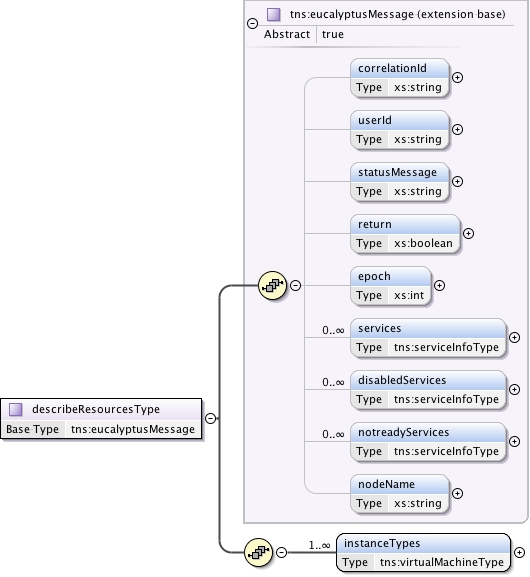 tns:eucalyptusMessage (extension base)
Abstract true
correlationId
Type xs:string
userId
Type xs:string
statusMessage
Type xs:string
return
Type xs:boolean
epoch
Type xs:int
0..∞ services
Type tns:serviceInfoType
0..∞ disabledServices
Type tns:serviceInfoType
0..∞ notreadyServices
Type tns:serviceInfoType
nodeName
Type xs:string
describeResourcesType
Base Type tns:eucalyptusMessage
1..∞ instanceTypes
Type tns:virtualMachineType